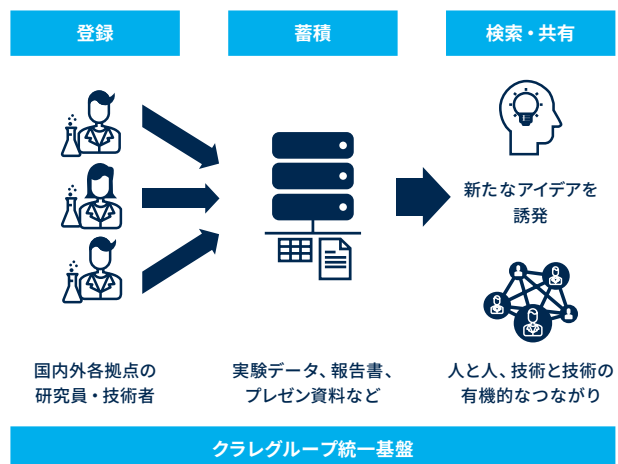 登録
蓄積
検索・共有
新たなアイデアを
誘発
国内外各拠点の
研究員・技術者
実験データ、報告書、
プレゼン資料など
人と人、技術と技術の
有機的なつながり
クラレグループ統一基盤